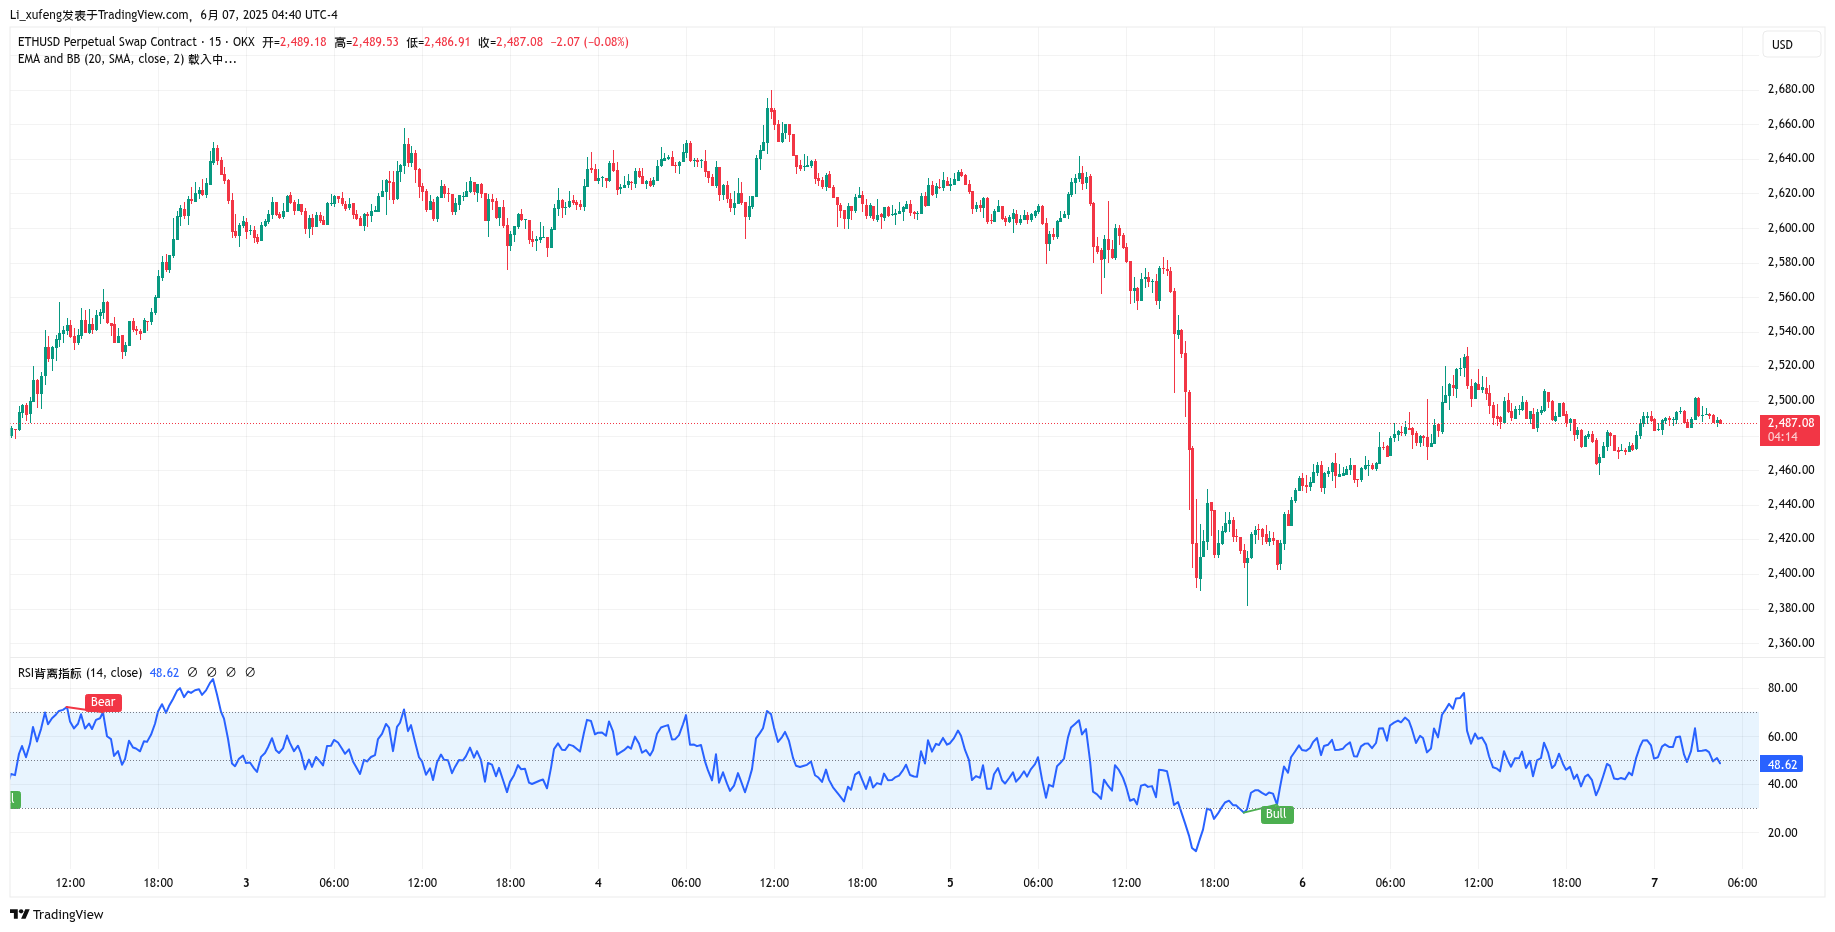 Li_xufeng发表于TradingView.com, 6月 07, 2025 04:40 UTC-4
ETHUSD Perpetual Swap Contract · 15 · OKX 开=2,489.18 高=2,489.53 低=2,486.91 收=2,487.08 −2.07 (−0.08%)
EMA and BB (20, SMA, close, 2) 载入中...
USD
2,680.00
2,660.00
2,640.00
2,620.00
2,600.00
2,580.00
2,560.00
2,540.00
2,520.00
2,500.00
2,487.08
04:14
2,460.00
2,440.00
2,420.00
2,400.00
2,380.00
2,360.00
RSI背离指标 (14, close) 48.62 ∅ ∅ ∅ ∅
Bear
Bull
80.00
60.00
48.62
40.00
20.00
12:00 18:00 3 06:00 12:00 18:00 4 06:00 12:00 18:00 5 06:00 12:00 18:00 6 06:00 12:00 18:00 7 06:00
TradingView